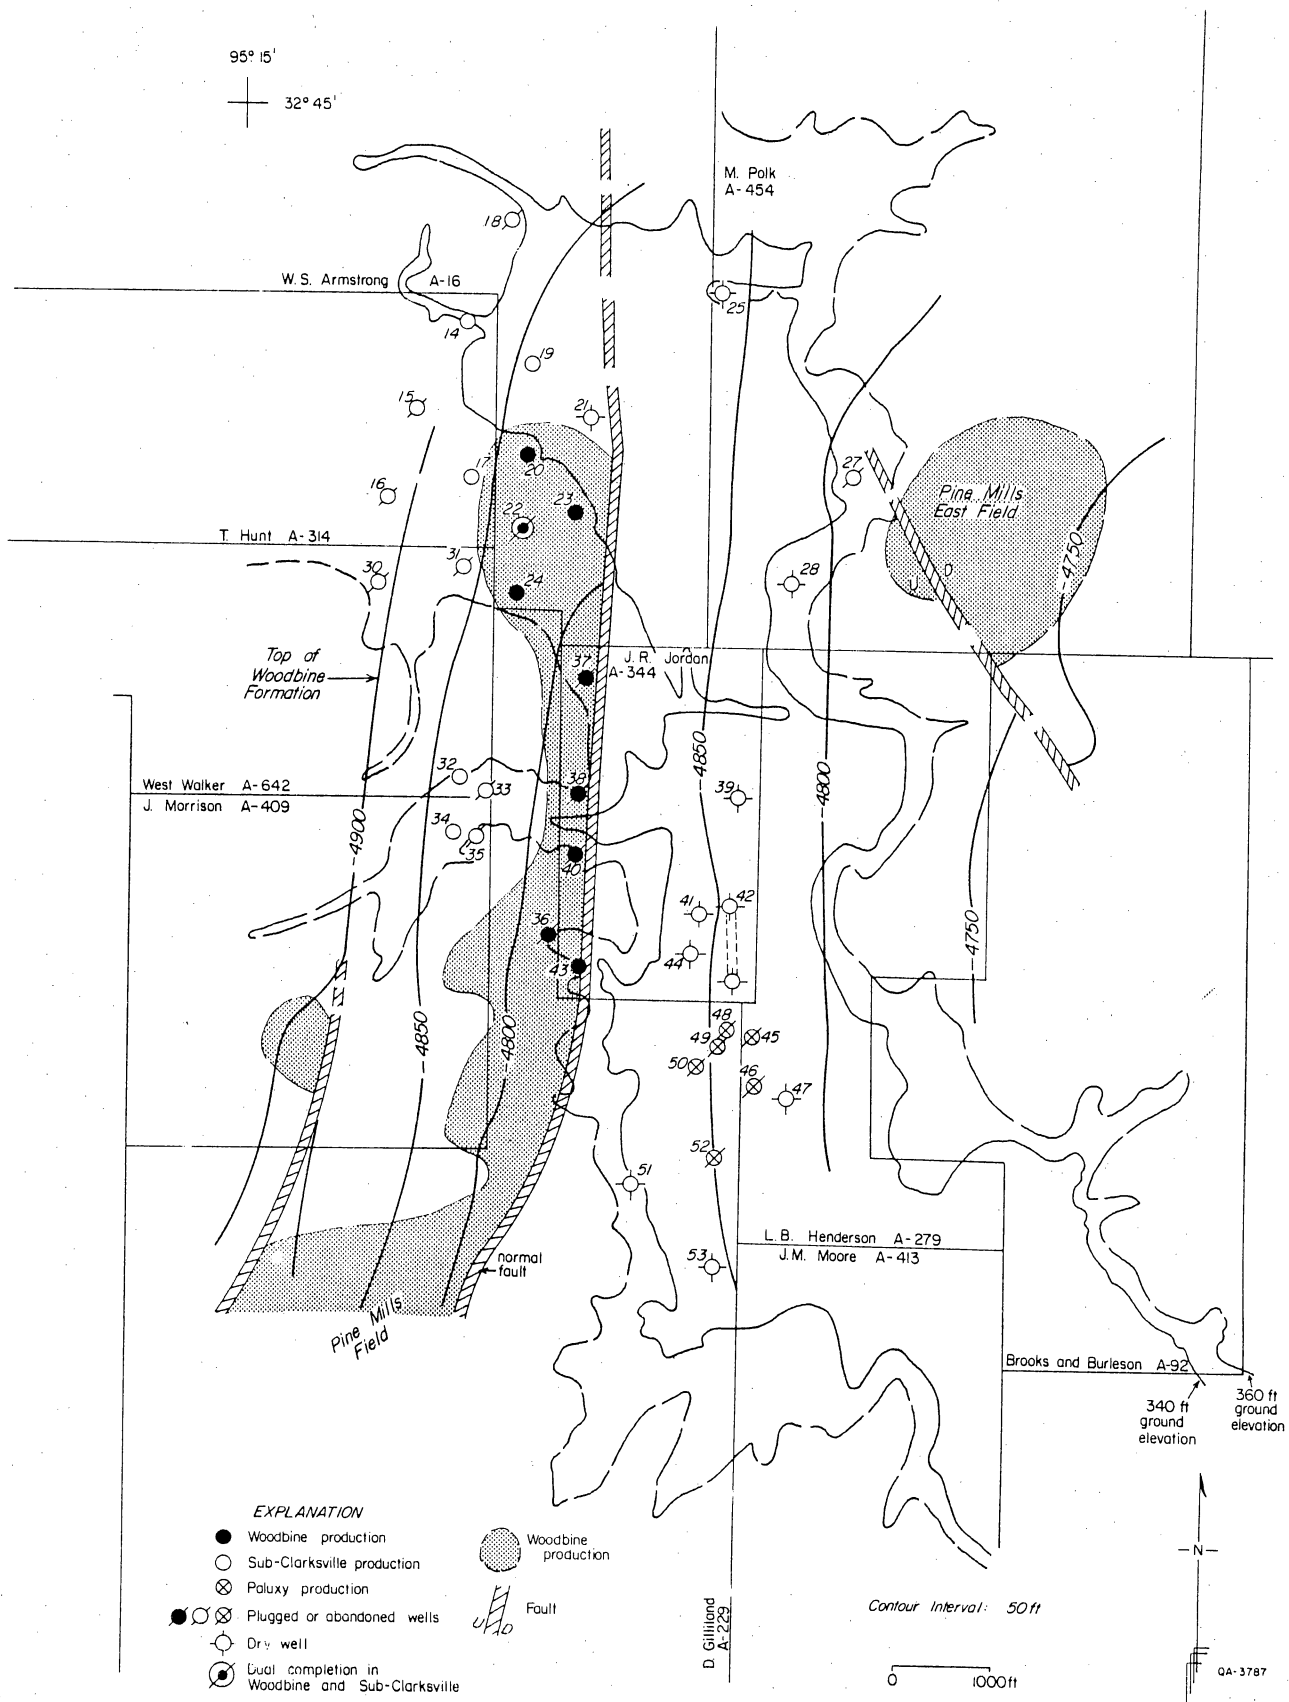 95° 15'
32° 45'
M. Polk
A-454
18
W. S. Armstrong A-16
25
14
19
15
21
17
20
27
16
23
22
Pine Mills
East Field
T. Hunt A-314
4750
31
30
24
28
U D
Top of
Woodbine
Formation
37
J. R. Jordan
A-344
4850
32
West Walker A-642
33
38
39
4800
J. Morrison A-409
34
4900
35
40
41
42
36
4750
43
44
48
4850
4800
49
45
50
46
47
52
51
L. B. Henderson A-279
53
J. M. Moore A-413
normal
fault
Pine Mills
Field
Brooks and Burleson A-92
340 ft
ground
elevation
360 ft
ground
elevation
EXPLANATION
Woodbine production
Sub-Clarksville production
Paluxy production
Plugged or abandoned wells
Dry well
Dual completion in
Woodbine and Sub-Clarksville
Woodbine
production
Fault
U D
D. Gilliland
A-229
Contour Interval: 50 ft
0 1000 ft
N
QA-3787